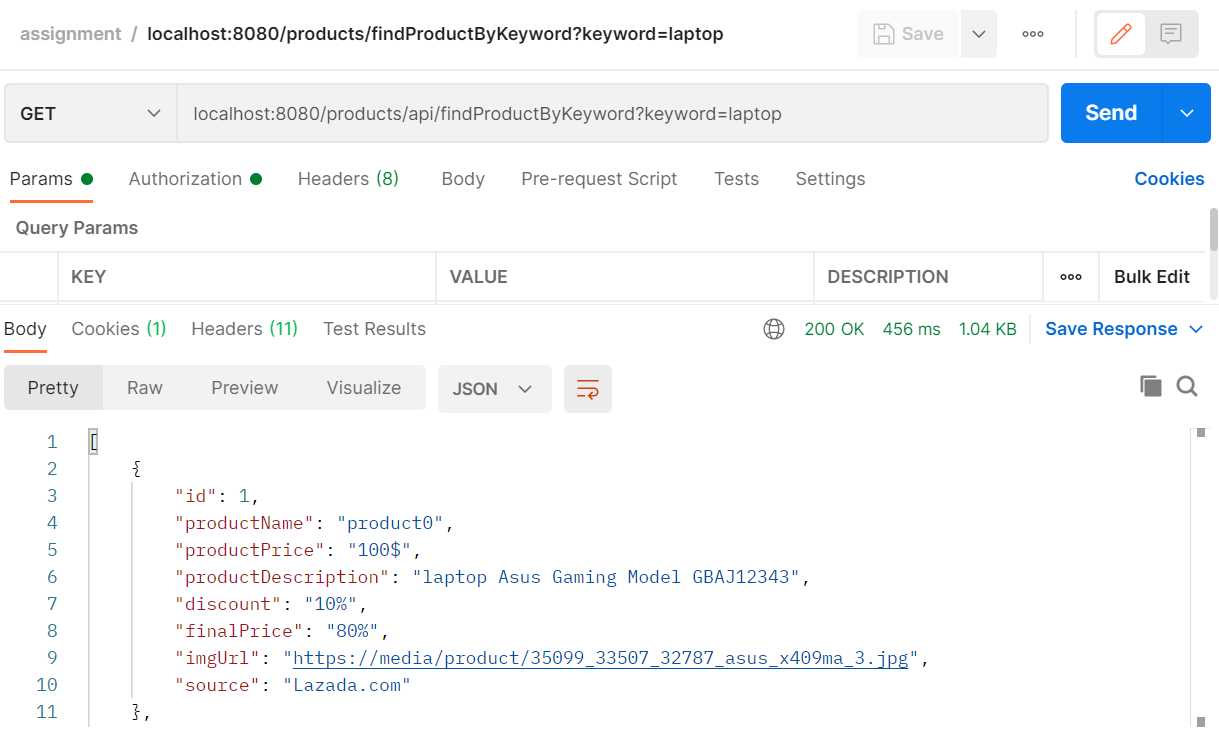 assignment / localhost:8080/products/findProductByKeyword?keyword=laptop Save
GET localhost:8080/products/api/findProductByKeyword?keyword=laptop Send
Params Authorization Headers (8) Body Pre-request Script Tests Settings Cookies
Query Params
KEY VALUE DESCRIPTION Bulk Edit
Body Cookies (1) Headers (11) Test Results 200 OK 456 ms 1.04 KB Save Response
Pretty Raw Preview Visualize JSON
1 [
2 {
3 "id": 1,
4 "productName": "product0",
5 "productPrice": "100$",
6 "productDescription": "laptop Asus Gaming Model GBAJ12343",
7 "discount": "10%",
8 "finalPrice": "80%",
9 "imgUrl": "https://media/product/35099_33507_32787_asus_x409ma_3.jpg",
10 "source": "Lazada.com"
11 },